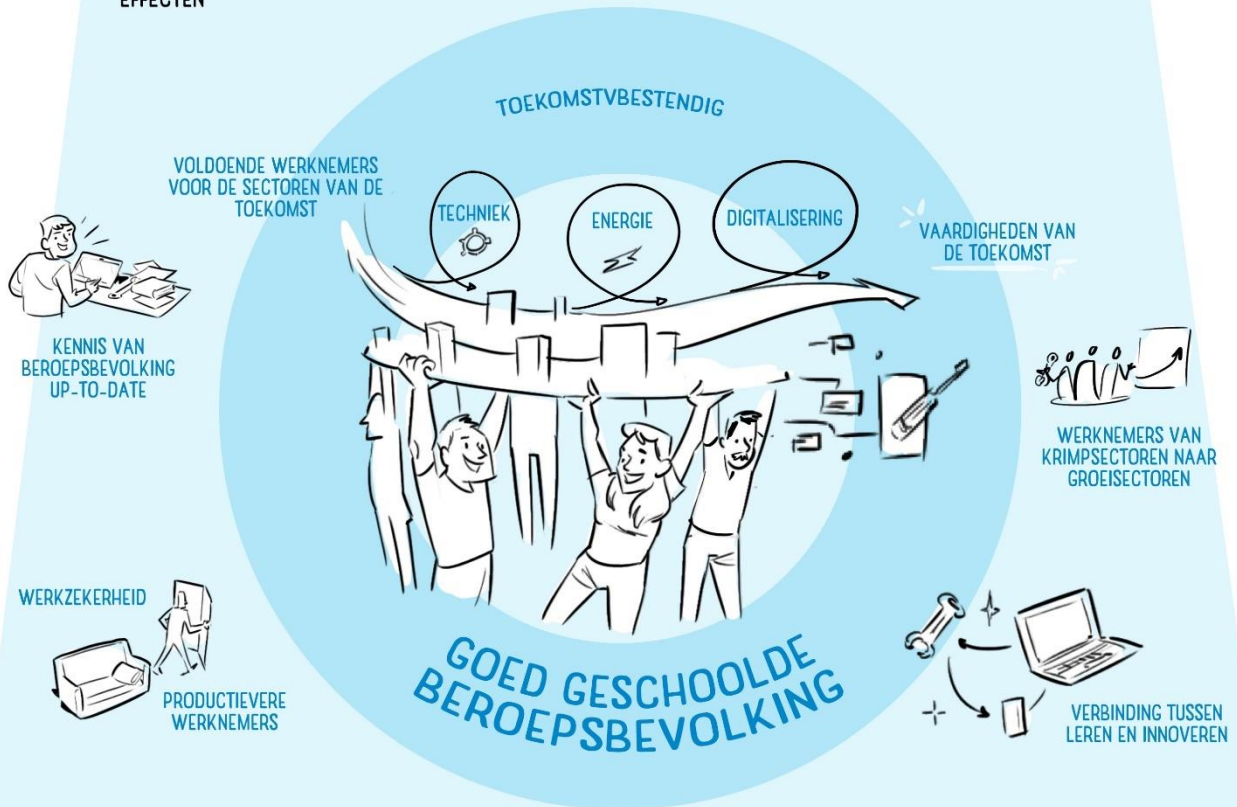 EFFECTEN
TOEKOMSTVBESTENDIG
VOLDOENDE WERKNEMERS
VOOR DE SECTOREN VAN DE
TOEKOMST
TECHNIEK
ENERGIE
DIGITALISERING
VAARDIGHEDEN VAN
DE TOEKOMST
KENNIS VAN
BEROEPSBEVOLKING
UP-TO-DATE
WERKNEMERS VAN
KRIMPSECTOREN NAAR
GROEISECTOREN
WERKZEKERHEID
PRODUCTIEVERE
WERKNEMERS
GOED GESCHOOLDE
BEROEPSBEVOLKING
VERBINDING TUSSEN
LEREN EN INNOVEREN